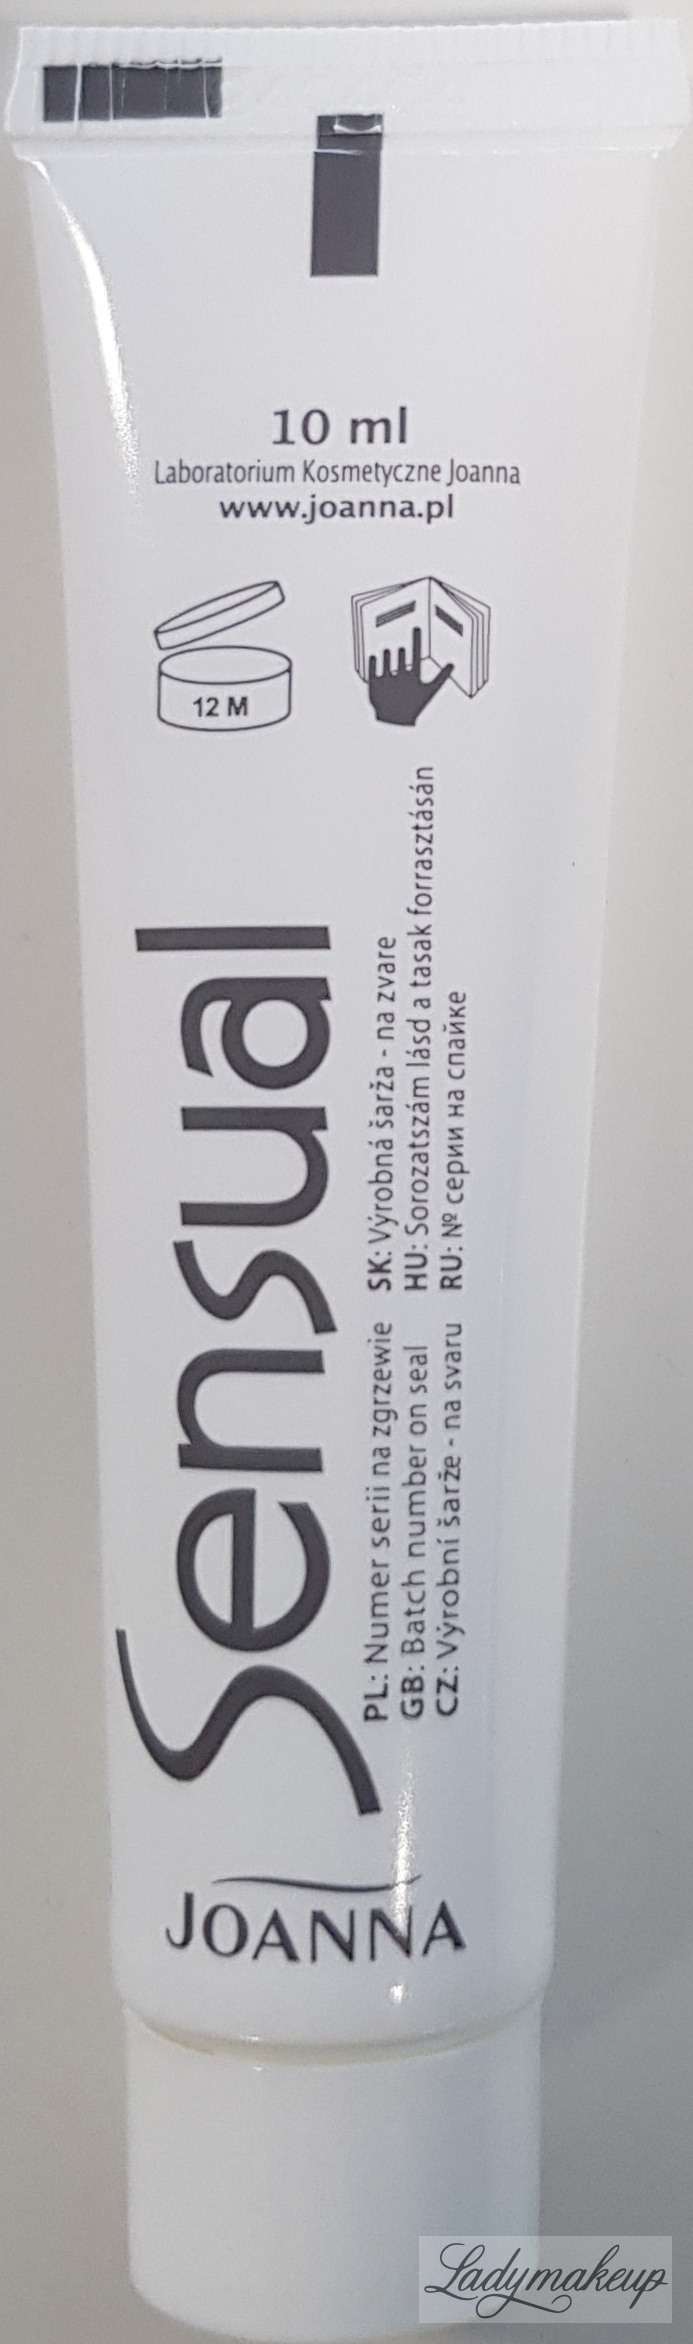 10 ml
Laboratorium Kosmetyczne Joanna
www.joanna.pl
12 M
Sensual
PL: Numer serii na zgrzewie
GB: Batch number on seal
CZ: Výrobní šarže - na svaru
SK: Výrobná šarža - na zvare
HU: Sorozatszám lásd a tasak forrasztásán
RU: № серии на спайке
JOANNA
Ladymakeup